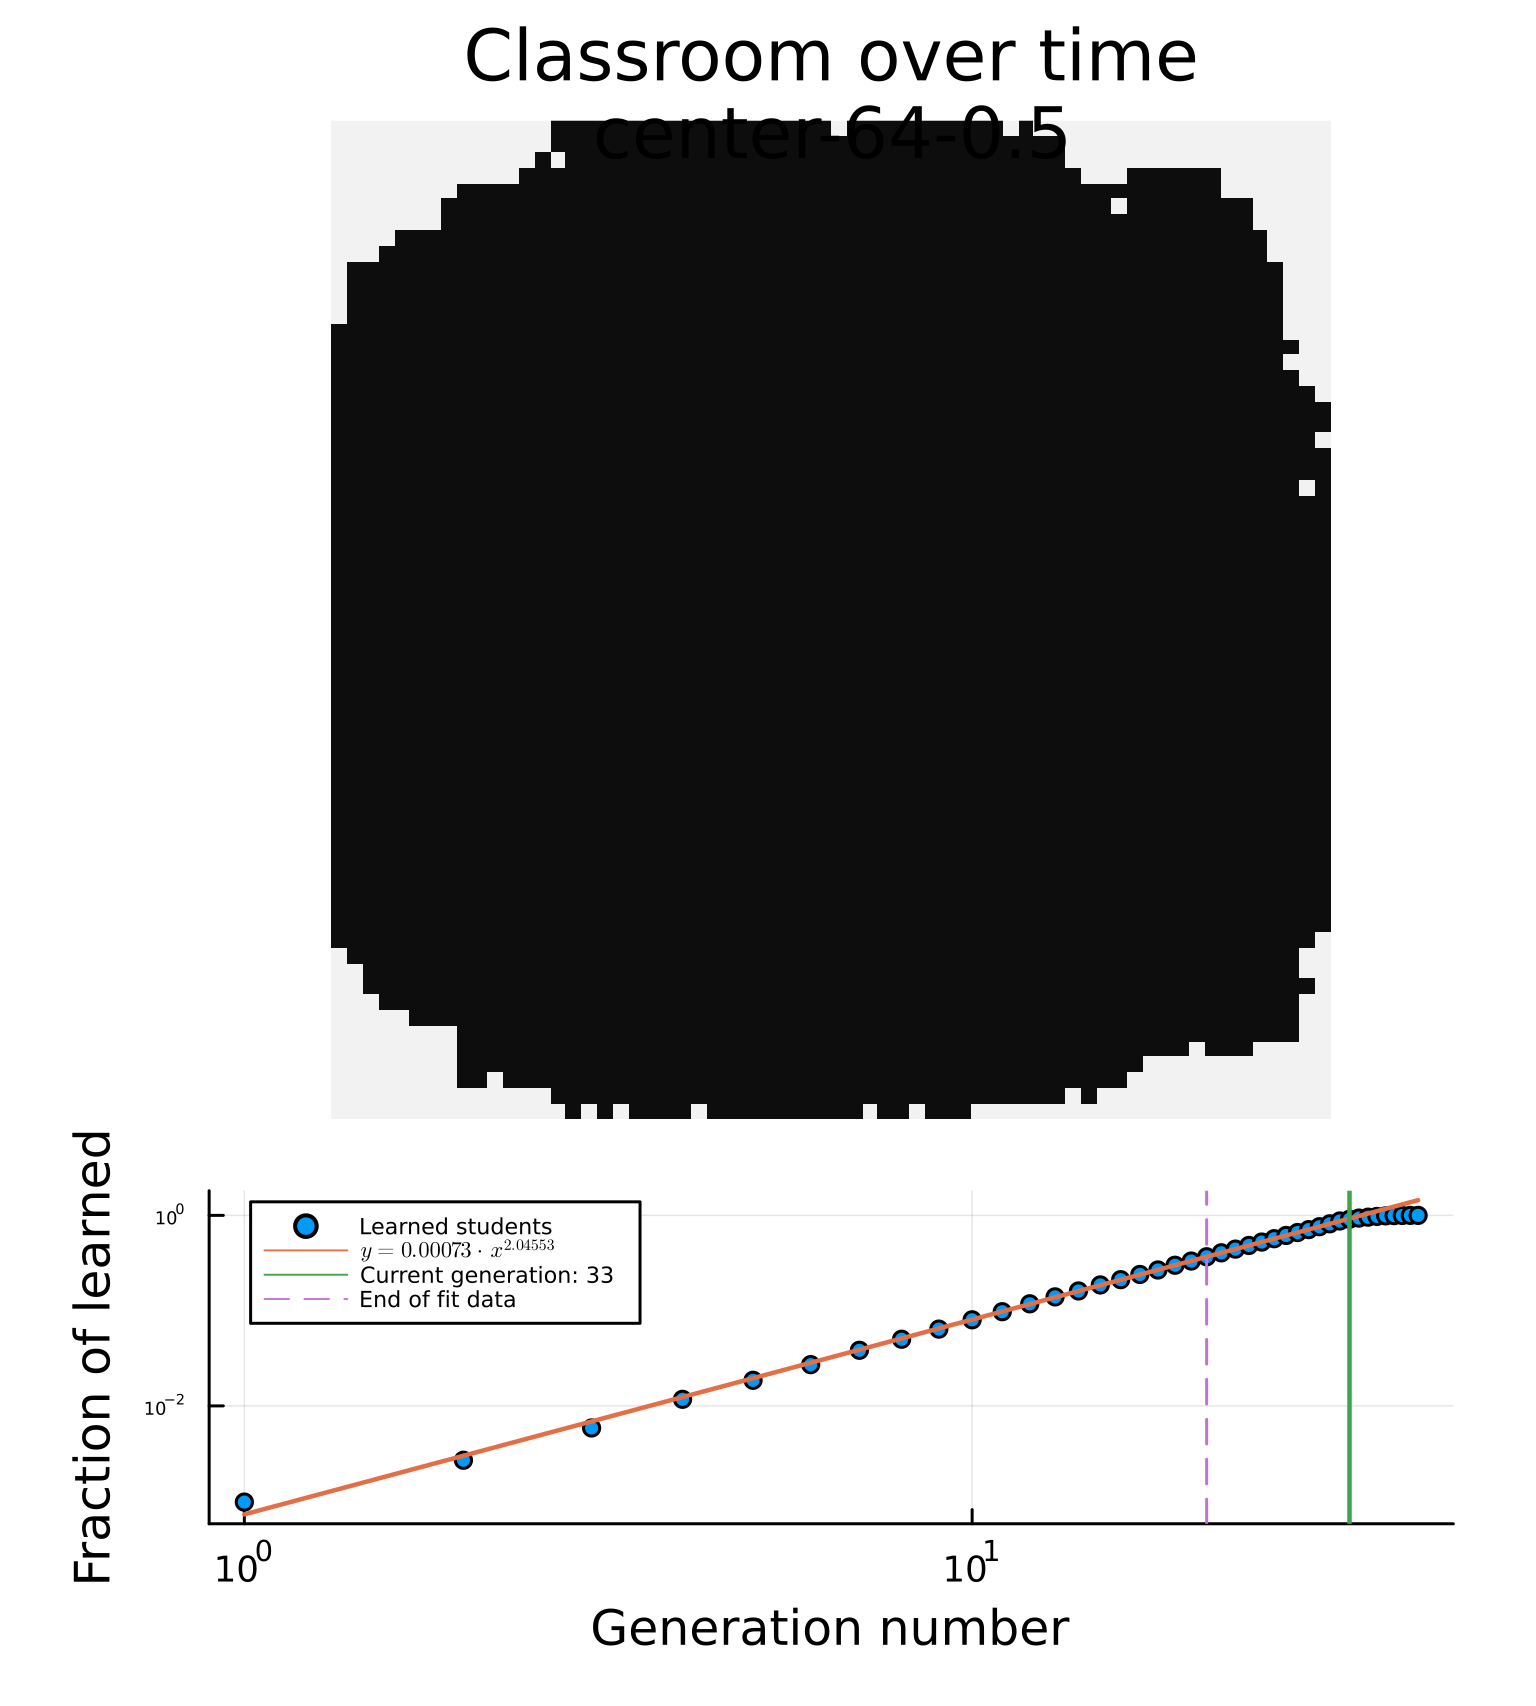 Classroom over time
center-64-0.5
Fraction of learned
10⁰
10⁻²
Learned students
y = 0.00073 · x^2.04553
Current generation: 33
End of fit data
10⁰
10¹
Generation number